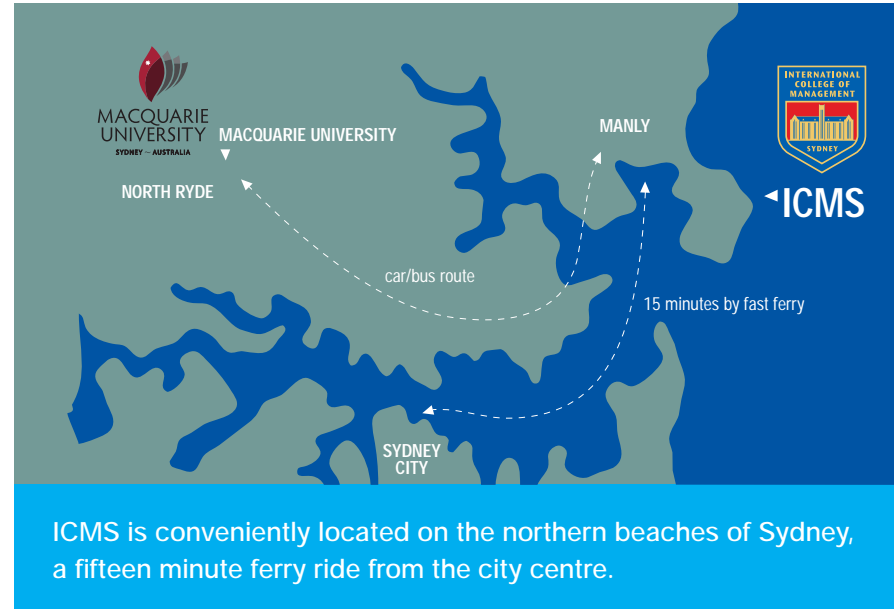 MACQUARIE
UNIVERSITY
SYDNEY ~ AUSTRALIA
MACQUARIE UNIVERSITY
NORTH RYDE
MANLY
INTERNATIONAL
COLLEGE OF
MANAGEMENT
SYDNEY
ICMS
car/bus route
15 minutes by fast ferry
SYDNEY
CITY
ICMS is conveniently located on the northern beaches of Sydney,
a fifteen minute ferry ride from the city centre.